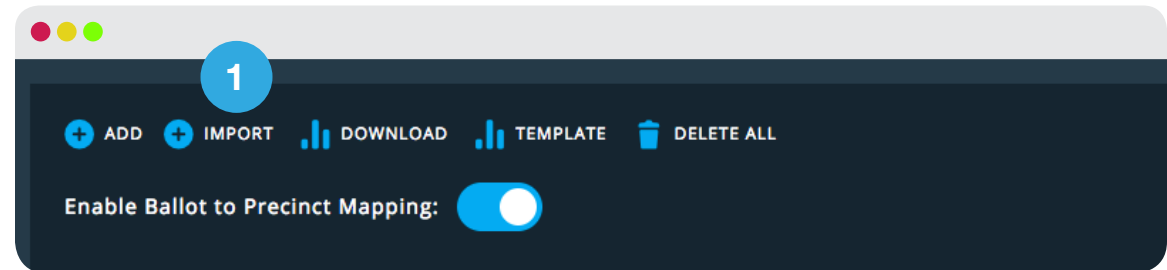 1
ADD IMPORT DOWNLOAD TEMPLATE DELETE ALL
Enable Ballot to Precinct Mapping: